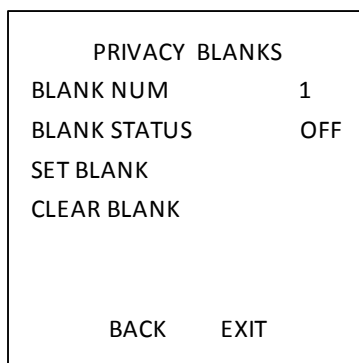 PRIVACY BLANKS
BLANK NUM 1
BLANK STATUS OFF
SET BLANK
CLEAR BLANK
BACK EXIT